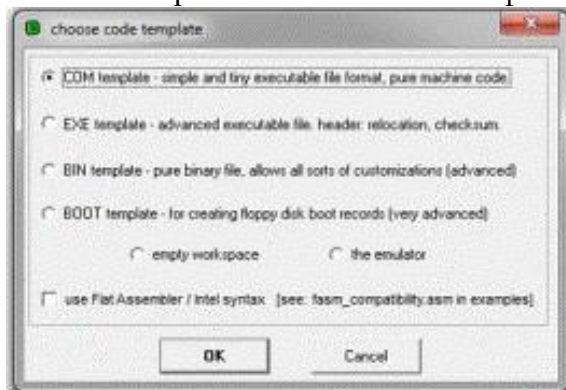 choose code template
COM template - simple and tiny executable file format, pure machine code.
EXE template - advanced executable file. header: relocation, checksum.
BIN template - pure binary file, allows all sorts of customizations (advanced)
BOOT template - for creating floppy disk boot records (very advanced)
empty workspace the emulator
use Flat Assembler / Intel syntax [see: fasm_compatibility.asm in examples]
OK Cancel